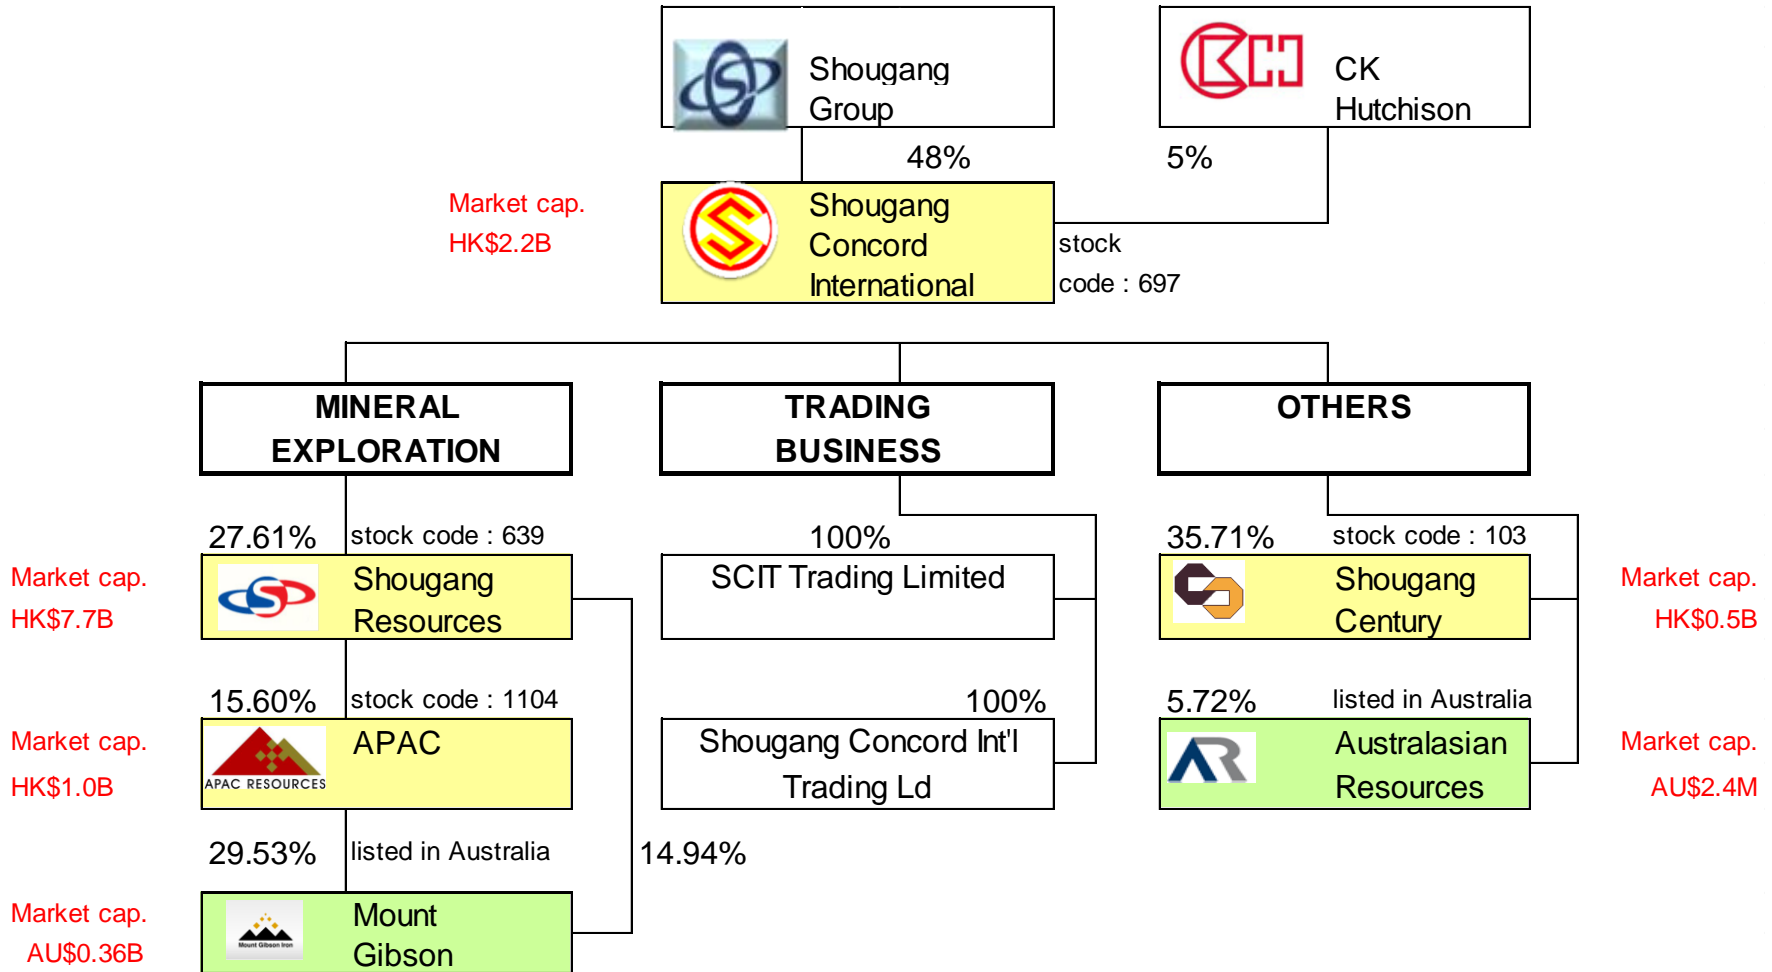 Shougang
Group
CK
Hutchison
48%
5%
Market cap.
HK$2.2B
Shougang
Concord
International
stock
code : 697
MINERAL
EXPLORATION
TRADING
BUSINESS
OTHERS
27.61%
stock code : 639
100%
35.71%
stock code : 103
Market cap.
HK$7.7B
Shougang
Resources
SCIT Trading Limited
Shougang
Century
Market cap.
HK$0.5B
15.60%
stock code : 1104
100%
5.72%
listed in Australia
Market cap.
HK$1.0B
APAC RESOURCES
APAC
Shougang Concord Int'l
Trading Ld
Australasian
Resources
Market cap.
AU$2.4M
29.53%
listed in Australia
14.94%
Market cap.
AU$0.36B
Mount Gibson Iron
Mount
Gibson